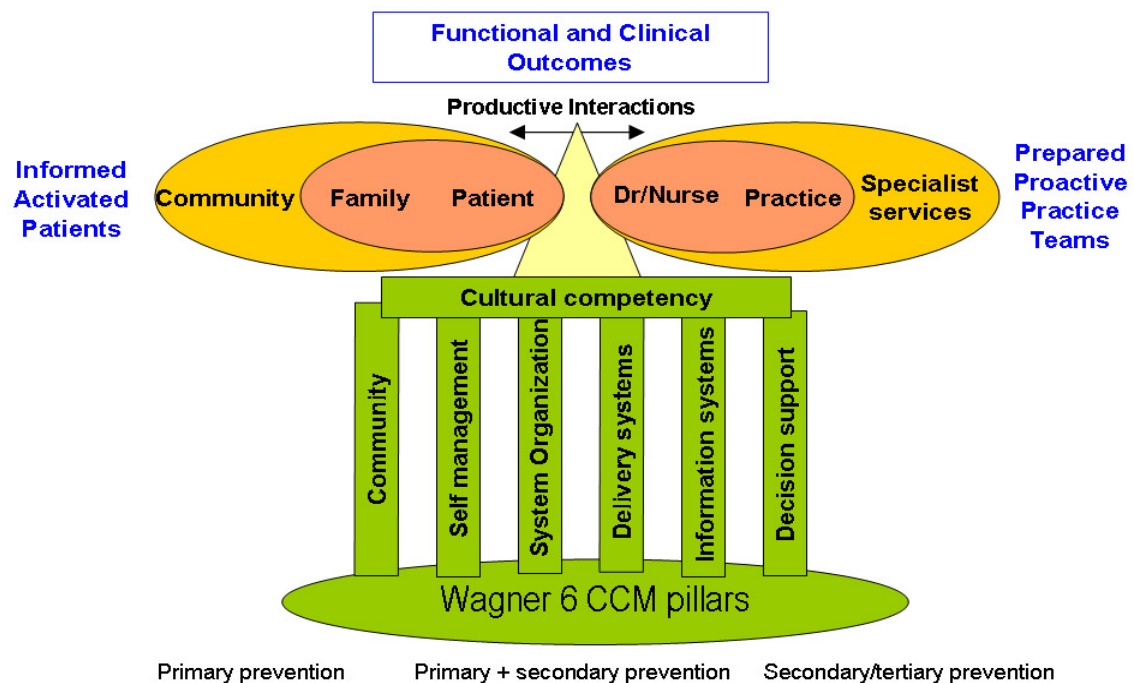 Functional and Clinical
Outcomes
Productive Interactions
Informed
Activated
Patients
Community
Family
Patient
Dr/Nurse
Practice
Specialist
services
Prepared
Proactive
Practice
Teams
Cultural competency
Community
Self management
System Organization
Delivery systems
Information systems
Decision support
Wagner 6 CCM pillars
Primary prevention
Primary + secondary prevention
Secondary/tertiary prevention